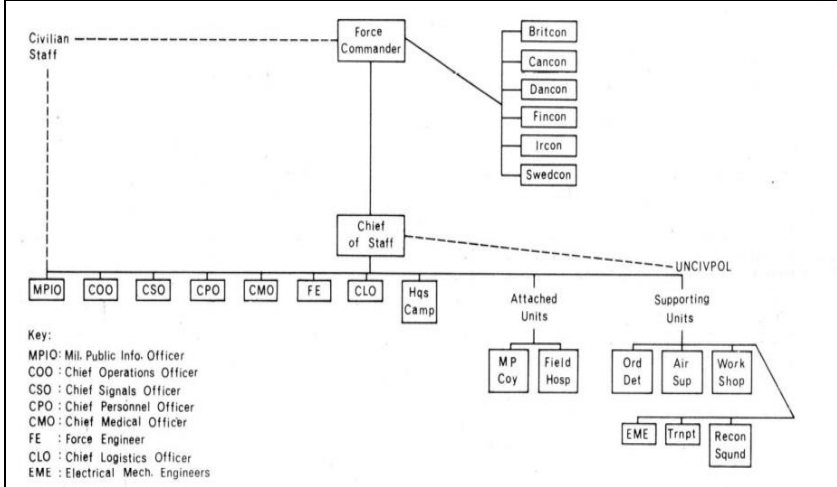 Civilian
Staff
Force
Commander
Britcon
Cancon
Dancon
Fincon
Ircon
Swedcon
Chief
of Staff
UNCIVPOL
MPIO
COO
CSO
CPO
CMO
FE
CLO
Hqs
Camp
Attached
Units
Supporting
Units
MP
Coy
Field
Hosp
Ord
Det
Air
Sup
Work
Shop
EME
Trnpt
Recon
Sqund
Key:
MPIO: Mil. Public Info. Officer
COO : Chief Operations Officer
CSO : Chief Signals Officer
CPO : Chief Personnel Officer
CMO: Chief Medical Officer
FE : Force Engineer
CLO : Chief Logistics Officer
EME : Electrical Mech. Engineers